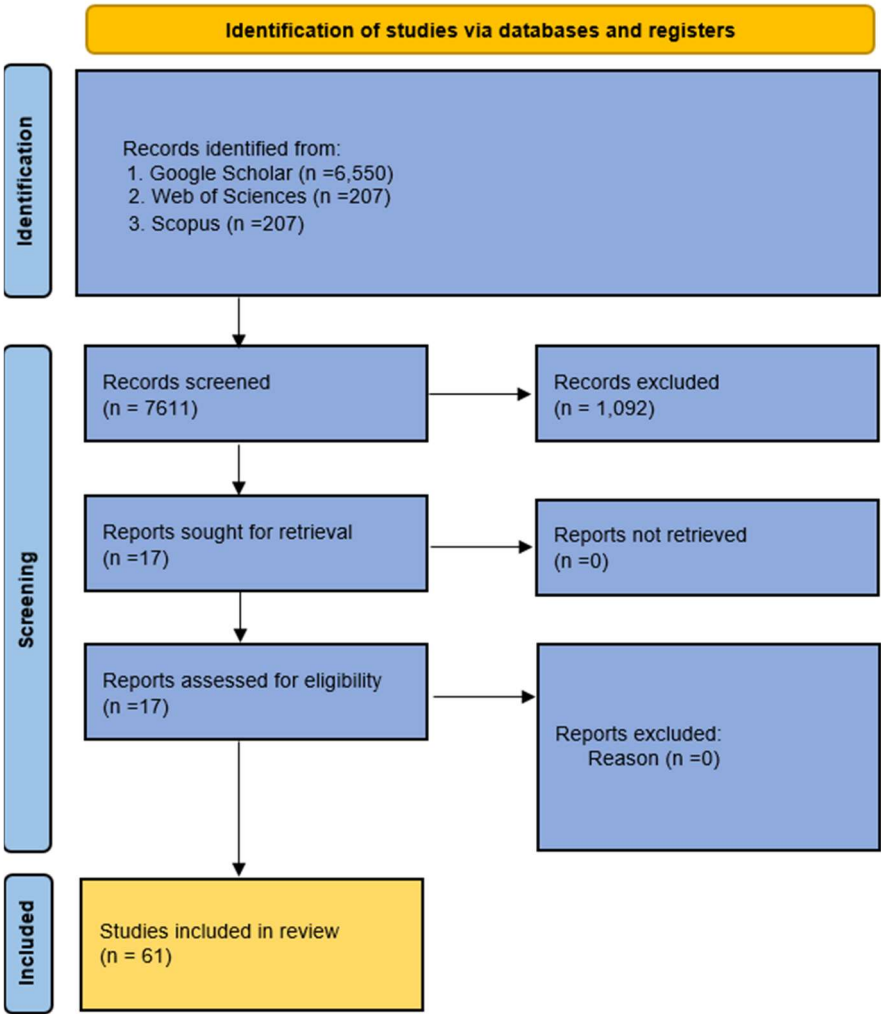 Identification of studies via databases and registers
Identification
Records identified from:
1. Google Scholar (n =6,550)
2. Web of Sciences (n =207)
3. Scopus (n =207)
Screening
Records screened
(n = 7611)
Records excluded
(n = 1,092)
Reports sought for retrieval
(n =17)
Reports not retrieved
(n =0)
Reports assessed for eligibility
(n =17)
Reports excluded:
Reason (n =0)
Included
Studies included in review
(n = 61)